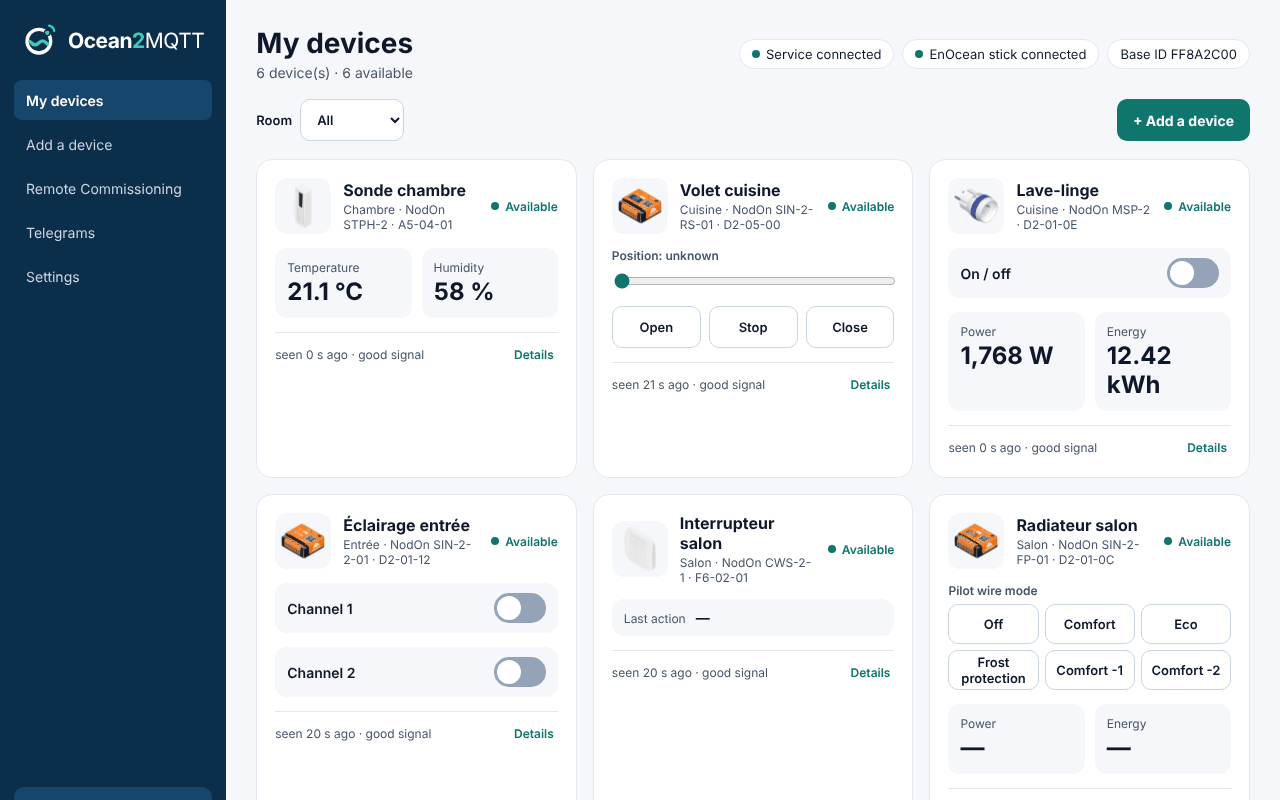 Ocean2MQTT
My devices
Add a device
Remote Commissioning
Telegrams
Settings
My devices
6 device(s) · 6 available
Service connected
EnOcean stick connected
Base ID FF8A2C00
Room
All
+ Add a device
Sonde chambre
Chambre · NodOn
STPH-2 · A5-04-01
Available
Temperature
21.1 °C
Humidity
58 %
seen 0 s ago · good signal
Details
Volet cuisine
Cuisine · NodOn SIN-2-
RS-01 · D2-05-00
Available
Position: unknown
Open
Stop
Close
seen 21 s ago · good signal
Details
Lave-linge
Cuisine · NodOn MSP-2
· D2-01-0E
Available
On / off
Power
1,768 W
Energy
12.42
kWh
seen 0 s ago · good signal
Details
Éclairage entrée
Entrée · NodOn SIN-2-
2-01 · D2-01-12
Available
Channel 1
Channel 2
seen 20 s ago · good signal
Details
Interrupteur
salon
Salon · NodOn CWS-2-
1 · F6-02-01
Available
Last action —
seen 20 s ago · good signal
Details
Radiateur salon
Salon · NodOn SIN-2-
FP-01 · D2-01-0C
Available
Pilot wire mode
Off
Comfort
Eco
Frost
protection
Comfort -1
Comfort -2
Power
—
Energy
—